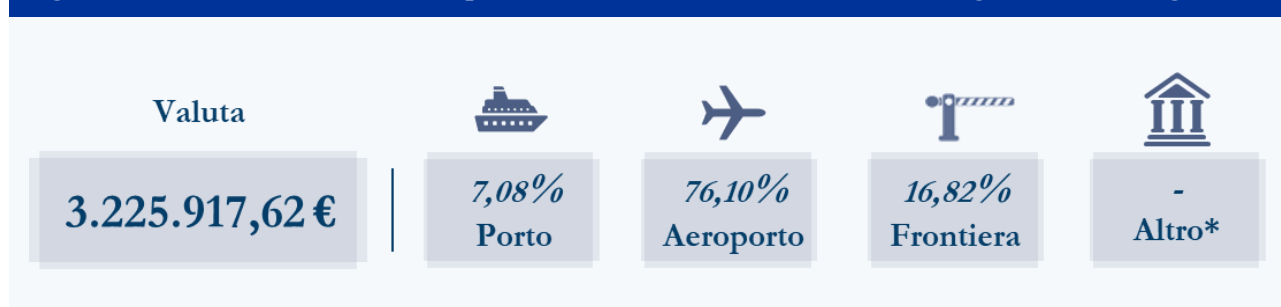 Valuta
3.225.917,62 €
7,08%
Porto
76,10%
Aeroporto
16,82%
Frontiera
-
Altro*